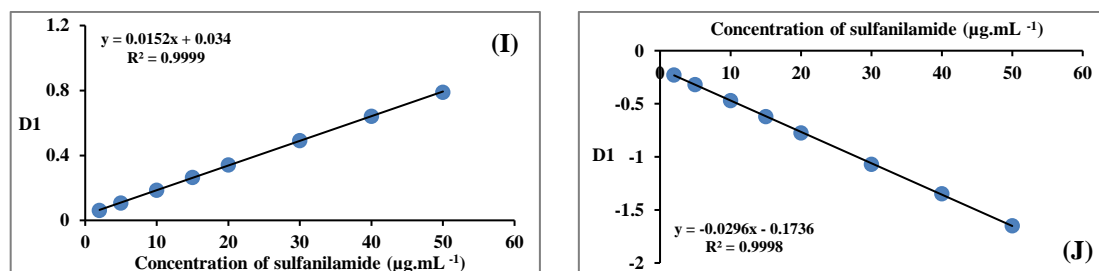 1.2
y = 0.0152x + 0.034
R² = 0.9999
(I)
0.8
D1
0.4
0
0 10 20 30 40 50 60
Concentration of sulfanilamide (µg.mL ⁻¹)
Concentration of sulfanilamide (µg.mL ⁻¹)
0
0 10 20 30 40 50 60
-0.5
D1
-1
-1.5
y = -0.0296x - 0.1736
R² = 0.9998
(J)
-2